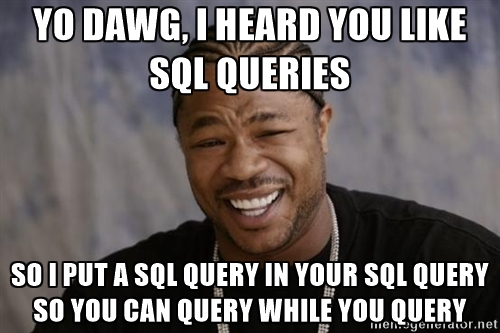 YO DAWG, I HEARD YOU LIKE
SQL QUERIES
SO I PUT A SQL QUERY IN YOUR SQL QUERY
SO YOU CAN QUERY WHILE YOU QUERY
memegenerator.net